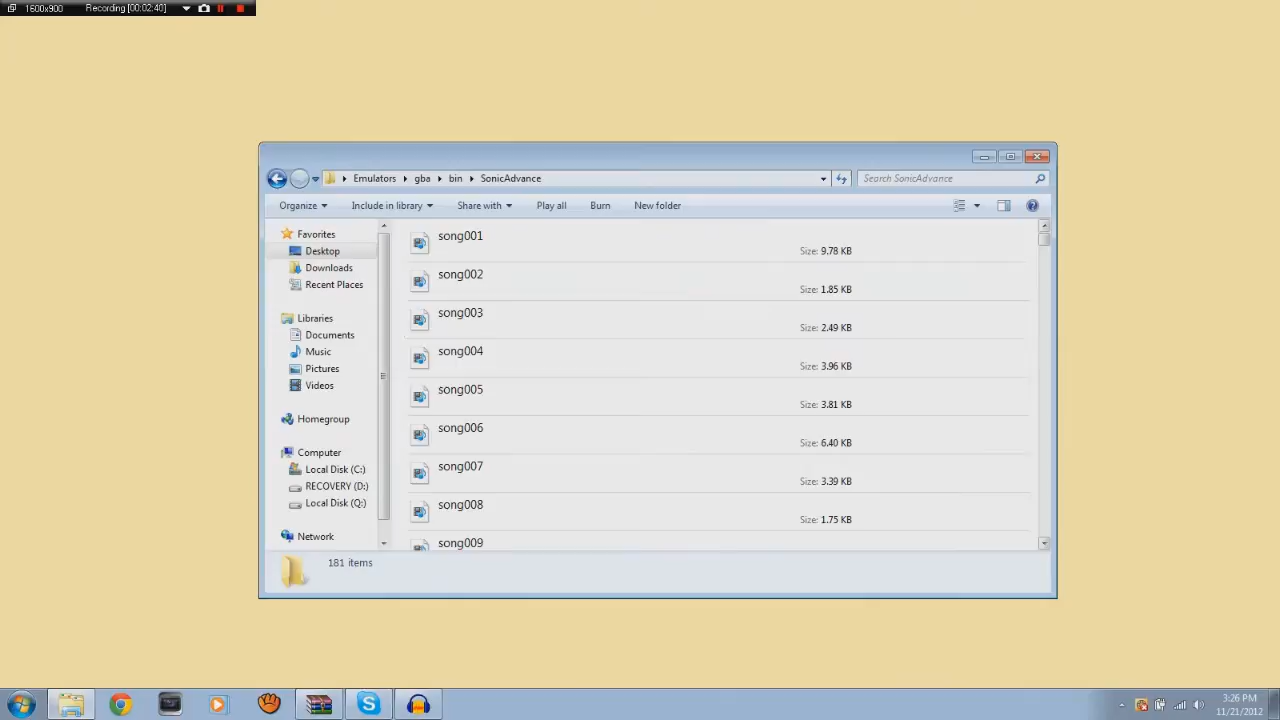 1600x900 Recording [00:02:40]
Emulators gba bin SonicAdvance Search SonicAdvance
Organize Include in library Share with Play all Burn New folder
Favorites
Desktop
Downloads
Recent Places
Libraries
Documents
Music
Pictures
Videos
Homegroup
Computer
Local Disk (C:)
RECOVERY (D:)
Local Disk (Q:)
Network
song001
Size: 9.78 KB
song002
Size: 1.85 KB
song003
Size: 2.49 KB
song004
Size: 3.96 KB
song005
Size: 3.81 KB
song006
Size: 6.40 KB
song007
Size: 3.39 KB
song008
Size: 1.75 KB
song009
181 items
3:26 PM
11/21/2012